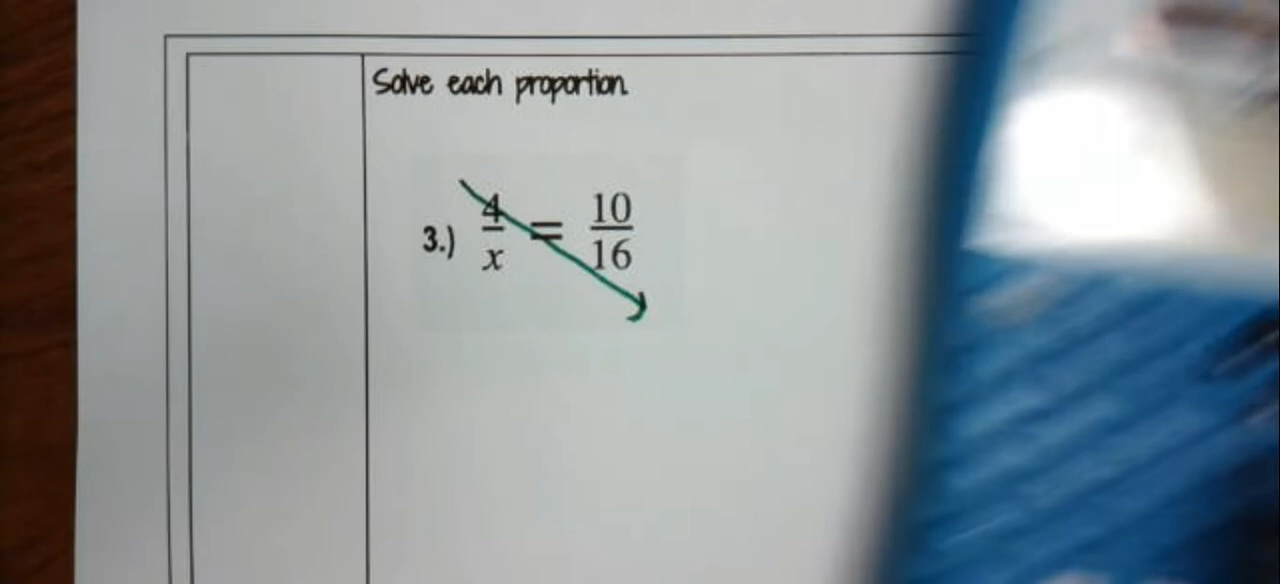 Solve each proportion
3.) 4/x = 10/16